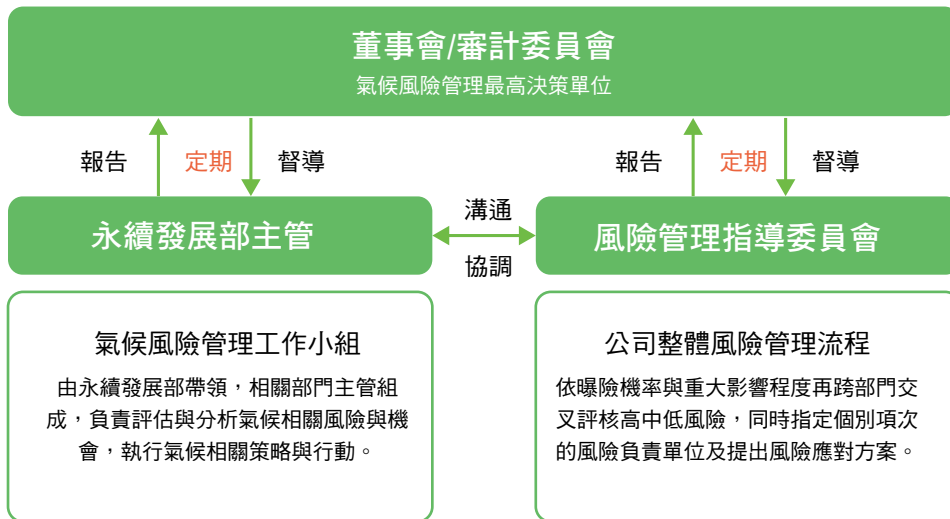 董事會/審計委員會
氣候風險管理最高決策單位
報告 定期 督導
報告 定期 督導
永續發展部主管
溝通
協調
風險管理指導委員會
氣候風險管理工作小組
由永續發展部帶領，相關部門主管組
成，負責評估與分析氣候相關風險與機
會，執行氣候相關策略與行動。
公司整體風險管理流程
依曝險機率與重大影響程度再跨部門交
叉評核高中低風險，同時指定個別項次
的風險負責單位及提出風險應對方案。